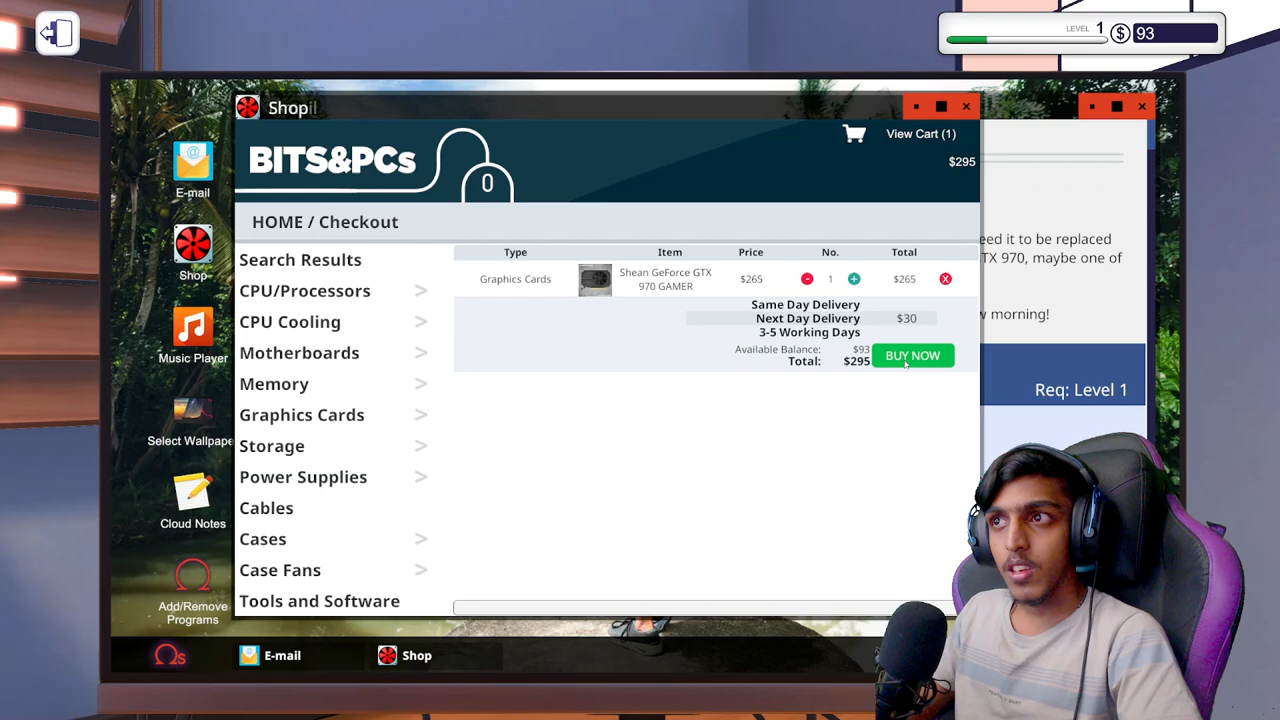 LEVEL 1
$ 93
Shopil
BITS&PCs
0
View Cart (1)
$295
HOME / Checkout
E-mail
Shop
Music Player
Select Wallpape
Cloud Notes
Add/Remove
Programs
Search Results
CPU/Processors >
CPU Cooling >
Motherboards >
Memory >
Graphics Cards >
Storage >
Power Supplies >
Cables
Cases >
Case Fans >
Tools and Software
Type Item Price No. Total
Graphics Cards Shean GeForce GTX 970 GAMER $265 - 1 + $265 X
Same Day Delivery
Next Day Delivery $30
3-5 Working Days
Available Balance: $93
Total: $295
BUY NOW
eed it to be replaced
TX 970, maybe one of
w morning!
Req: Level 1
Ωs
E-mail
Shop